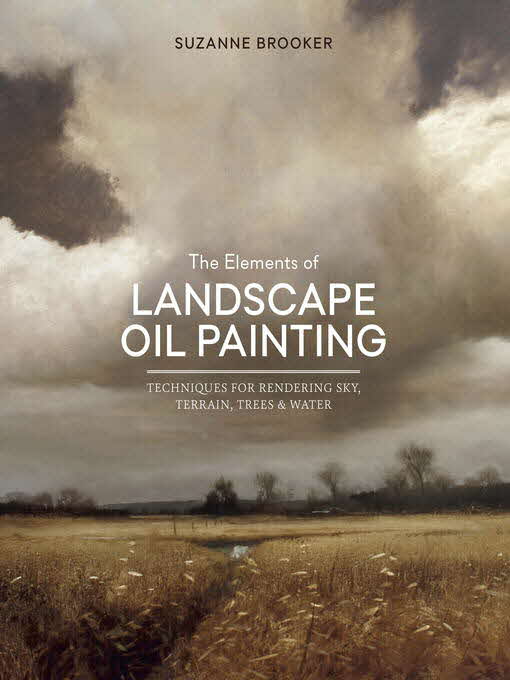 SUZANNE BROOKER
The Elements of
LANDSCAPE
OIL PAINTING
TECHNIQUES FOR RENDERING SKY,
TERRAIN, TREES & WATER